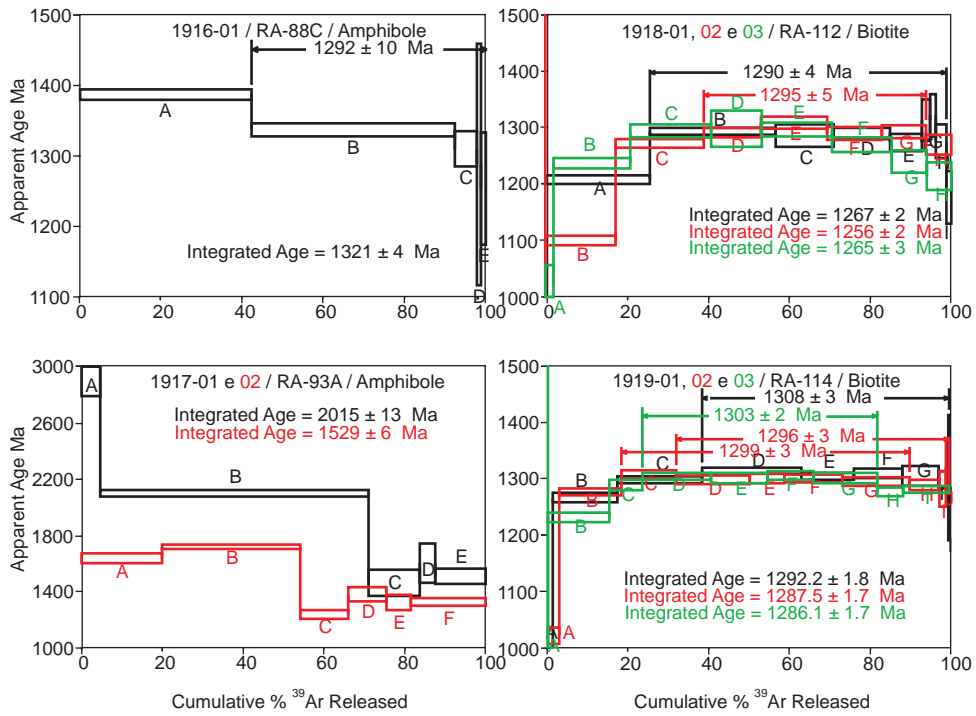 1916-01 / RA-88C / Amphibole
1292 ± 10 Ma
Integrated Age = 1321 ± 4 Ma
A
B
C
D
E
1500
1400
1300
1200
1100
0
20
40
60
80
100
Apparent Age Ma
1918-01, 02 e 03 / RA-112 / Biotite
1290 ± 4 Ma
1295 ± 5 Ma
Integrated Age = 1267 ± 2 Ma
Integrated Age = 1256 ± 2 Ma
Integrated Age = 1265 ± 3 Ma
A
B
C
D
E
G
B
C
D
E
F
G
A
B
C
D
E
F
G
H
1500
1400
1300
1200
1100
1000
0
20
40
60
80
100
1917-01 e 02 / RA-93A / Amphibole
Integrated Age = 2015 ± 13 Ma
Integrated Age = 1529 ± 6 Ma
A
B
C
D
E
A
B
C
D
E
F
3000
2600
2200
1800
1400
1000
0
20
40
60
80
100
Apparent Age Ma
Cumulative % ³⁹Ar Released
1919-01, 02 e 03 / RA-114 / Biotite
1308 ± 3 Ma
1303 ± 2 Ma
1296 ± 3 Ma
1299 ± 3 Ma
Integrated Age = 1292.2 ± 1.8 Ma
Integrated Age = 1287.5 ± 1.7 Ma
Integrated Age = 1286.1 ± 1.7 Ma
A
B
C
D
E
F
G
A
B
C
D
D
E
F
G
H
I
A
B
C
D
E
F
G
H
I
1500
1400
1300
1200
1100
1000
0
20
40
60
80
100
Cumulative % ³⁹Ar Released